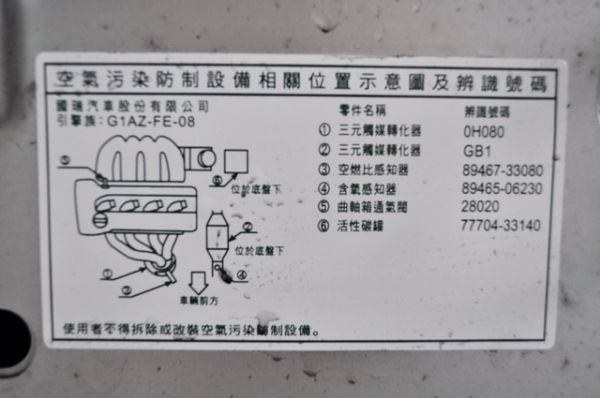 空氣污染防制設備相關位置示意圖及辨識號碼
國瑞汽車股份有限公司
引擎族：G1AZ-FE-08
零件名稱 辨識號碼
① 三元觸媒轉化器 0H080
② 三元觸媒轉化器 GB1
③ 空燃比感知器 89467-33080
④ 含氧感知器 89465-06230
⑤ 曲軸箱通氣閥 28020
⑥ 活性碳罐 77704-33140
⑤
⑥
位於底盤下
②
位於底盤下
①
④
③
車輛前方
使用者不得拆除或改裝空氣污染防制設備。